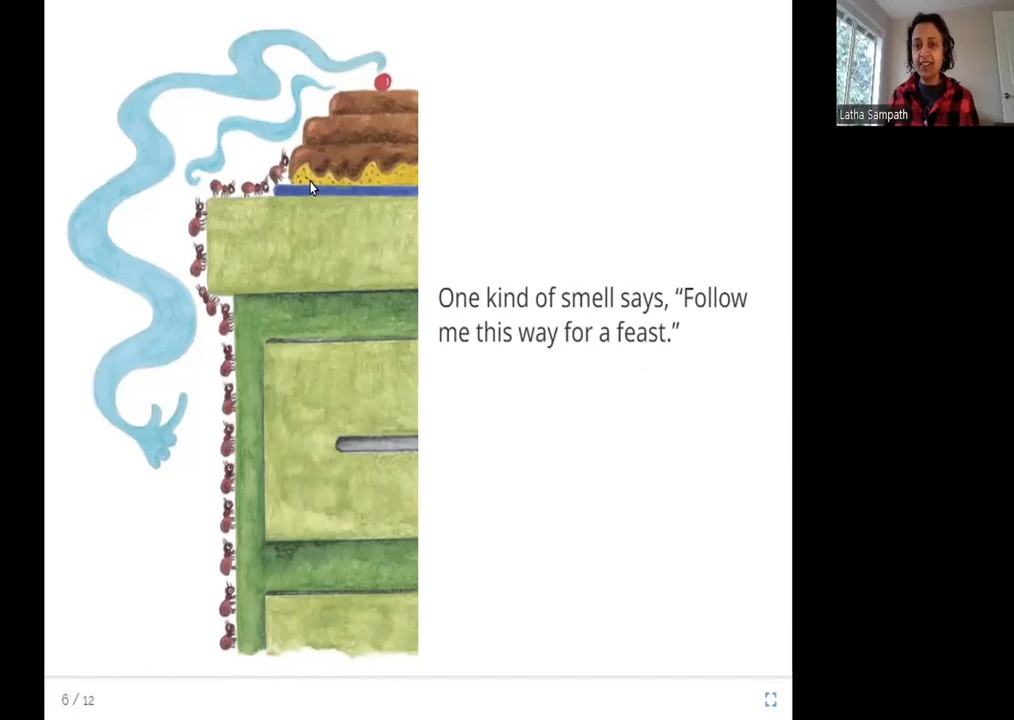 Latha Sampath
One kind of smell says, “Follow
me this way for a feast.”
6 / 12